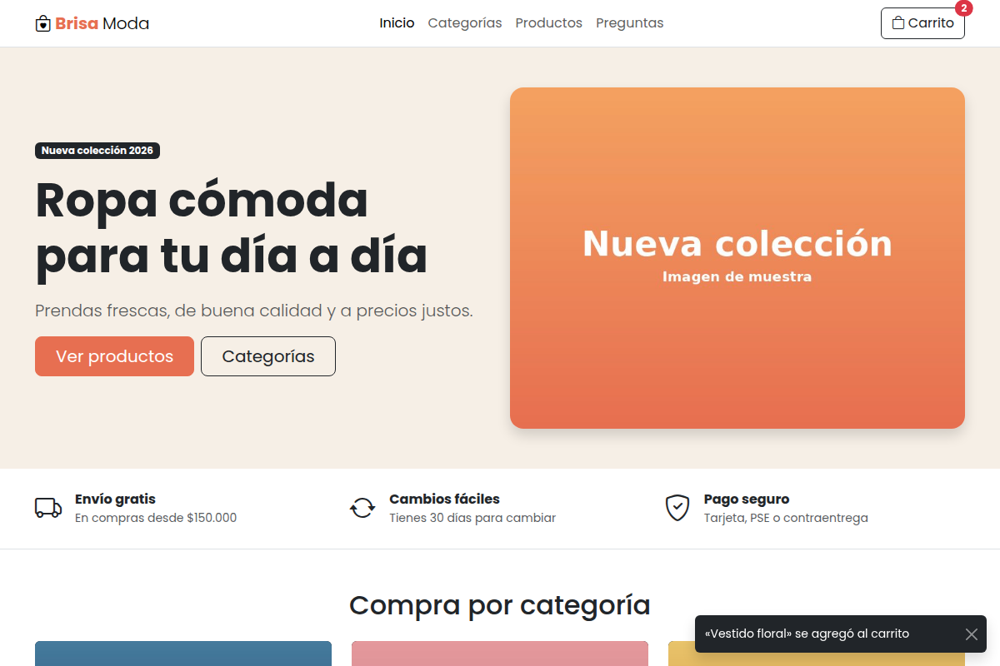 Brisa Moda
Inicio Categorías Productos Preguntas
Carrito
2
Nueva colección 2026
Ropa cómoda
para tu día a día
Prendas frescas, de buena calidad y a precios justos.
Ver productos
Categorías
Nueva colección
Imagen de muestra
Envío gratis
En compras desde $150.000
Cambios fáciles
Tienes 30 días para cambiar
Pago seguro
Tarjeta, PSE o contraentrega
Compra por categoría
«Vestido floral» se agregó al carrito